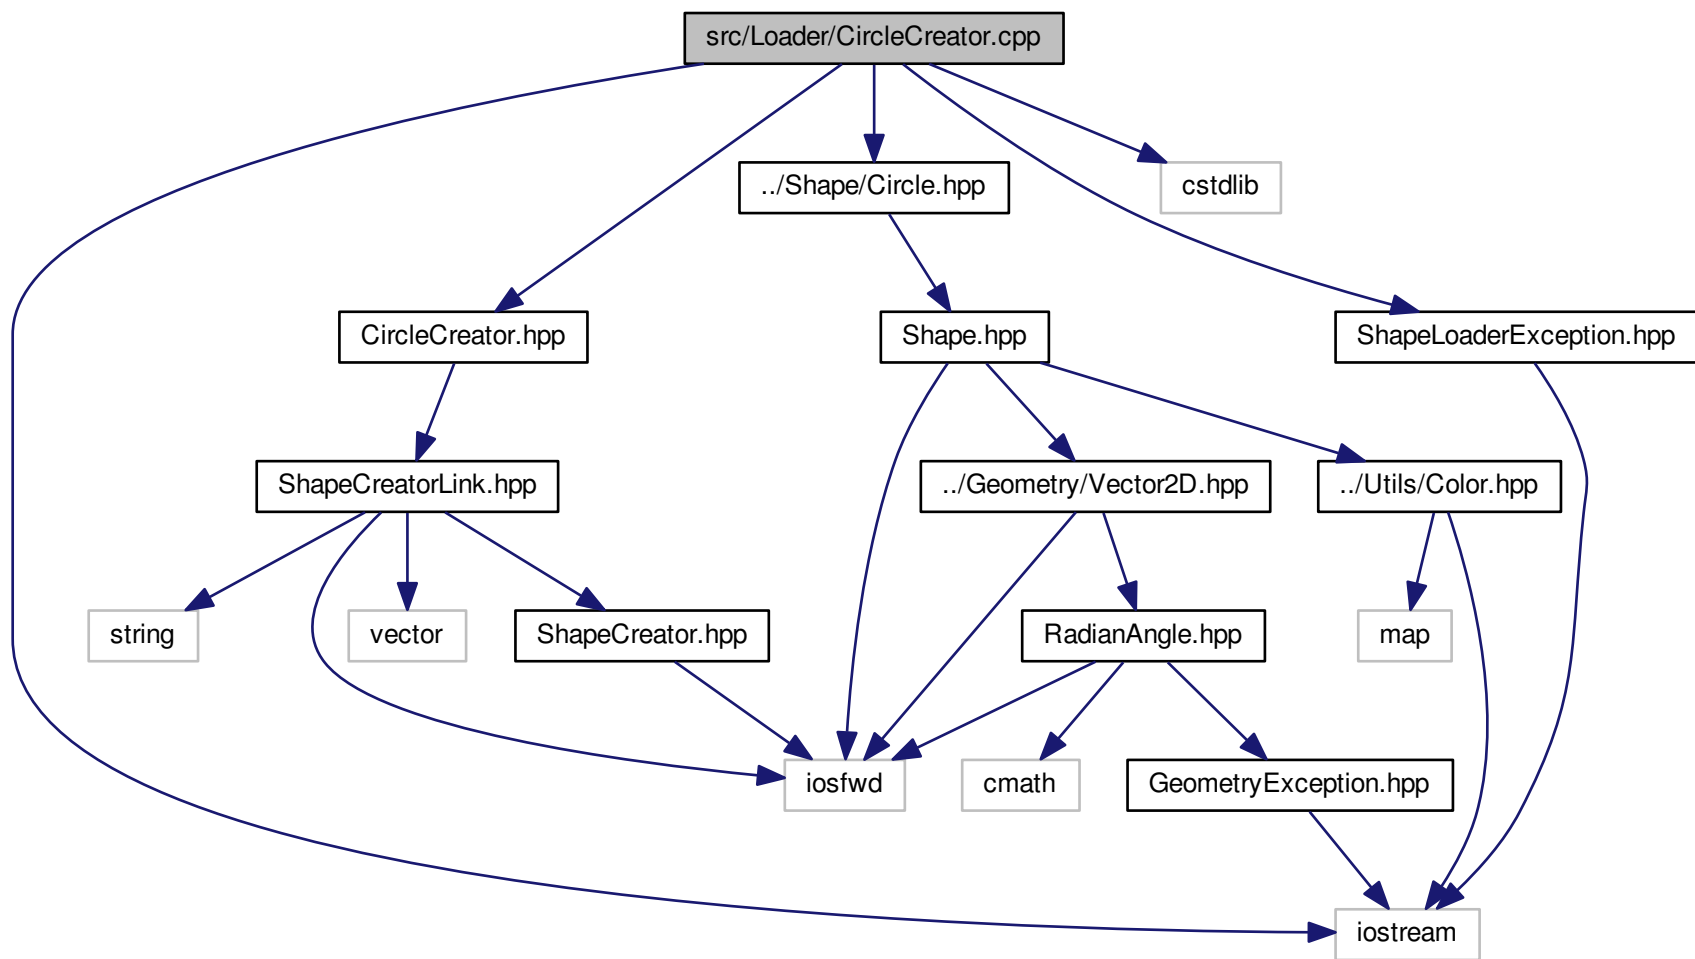 src/Loader/CircleCreator.cpp
../Shape/Circle.hpp
cstdlib
CircleCreator.hpp
Shape.hpp
ShapeLoaderException.hpp
ShapeCreatorLink.hpp
../Geometry/Vector2D.hpp
../Utils/Color.hpp
string
vector
ShapeCreator.hpp
RadianAngle.hpp
map
iosfwd
cmath
GeometryException.hpp
iostream